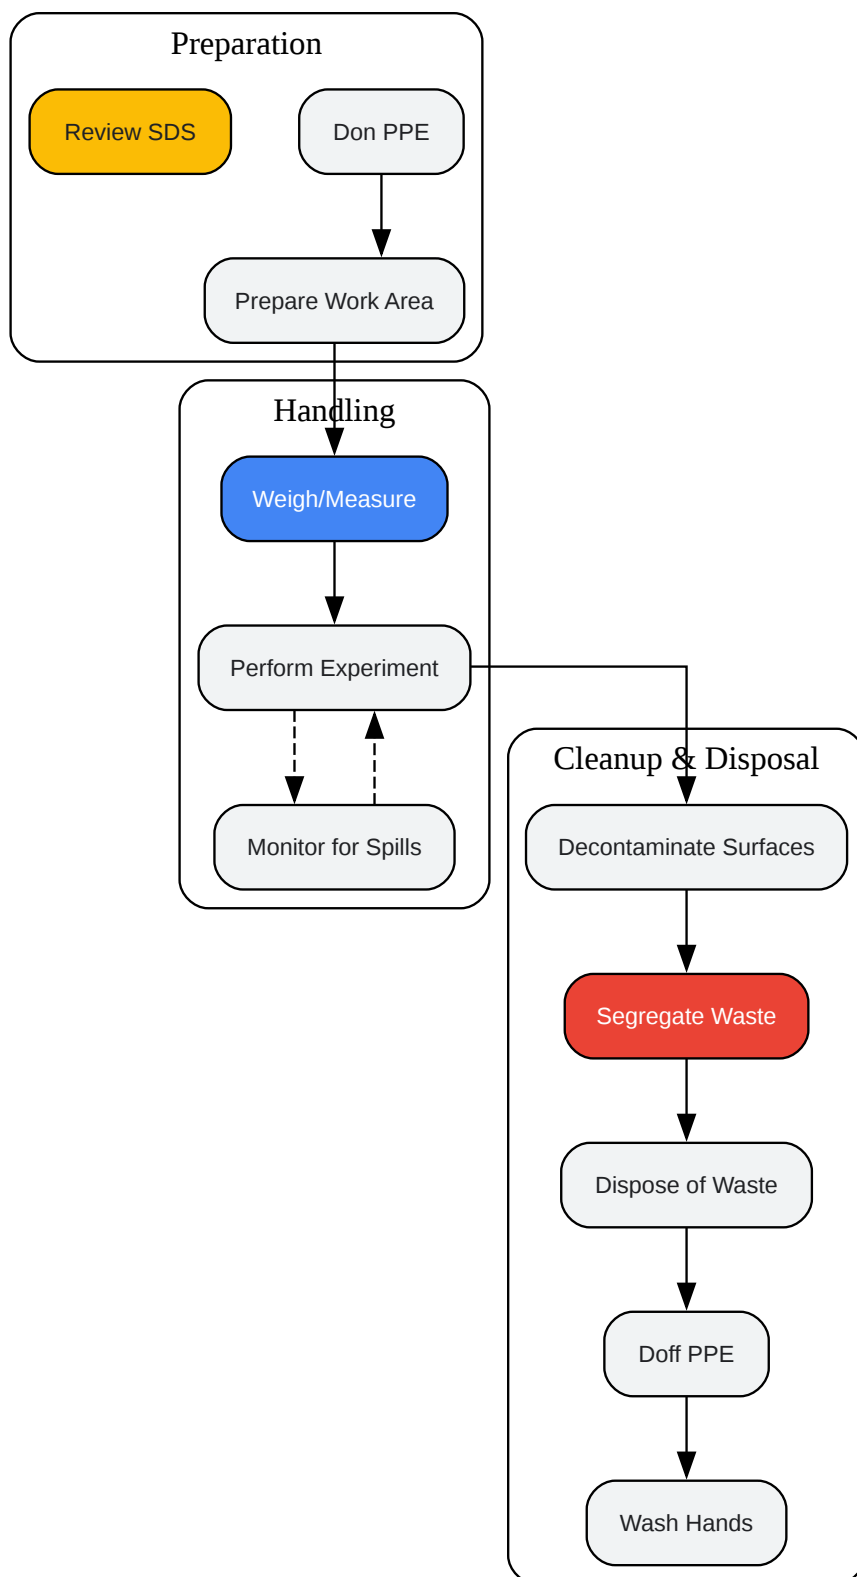 Preparation
Review SDS
Don PPE
Prepare Work Area
Handling
Weigh/Measure
Perform Experiment
Monitor for Spills
Cleanup & Disposal
Decontaminate Surfaces
Segregate Waste
Dispose of Waste
Doff PPE
Wash Hands